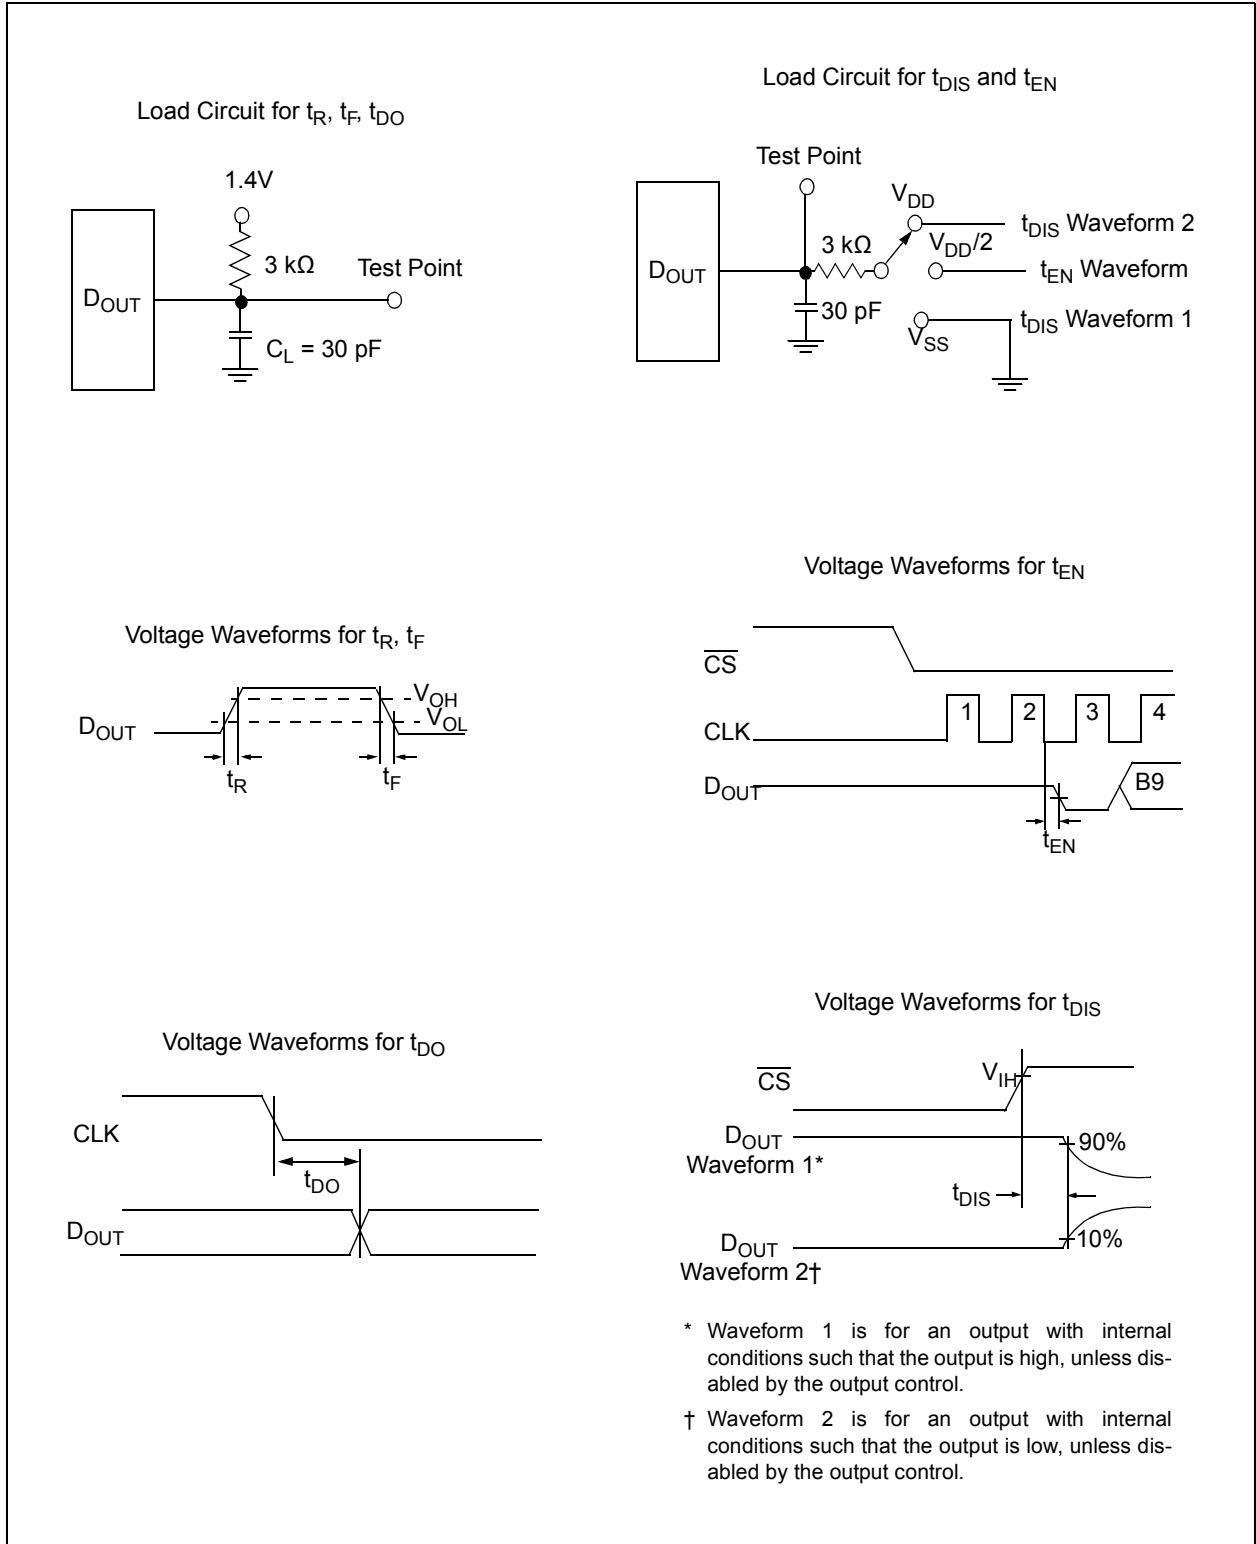 Load Circuit for tR, tF, tDO
1.4V
3 kΩ
Test Point
DOUT
CL = 30 pF
Load Circuit for tDIS and tEN
Test Point
VDD
tDIS Waveform 2
3 kΩ
VDD/2
DOUT
tEN Waveform
30 pF
tDIS Waveform 1
VSS
Voltage Waveforms for tR, tF
VOH
VOL
DOUT
tR
tF
Voltage Waveforms for tEN
CS
1 2 3 4
CLK
DOUT
B9
tEN
Voltage Waveforms for tDO
CLK
tDO
DOUT
Voltage Waveforms for tDIS
VIH
CS
DOUT
90%
Waveform 1*
tDIS
DOUT
10%
Waveform 2†
* Waveform 1 is for an output with internal
conditions such that the output is high, unless dis-
abled by the output control.
† Waveform 2 is for an output with internal
conditions such that the output is low, unless dis-
abled by the output control.